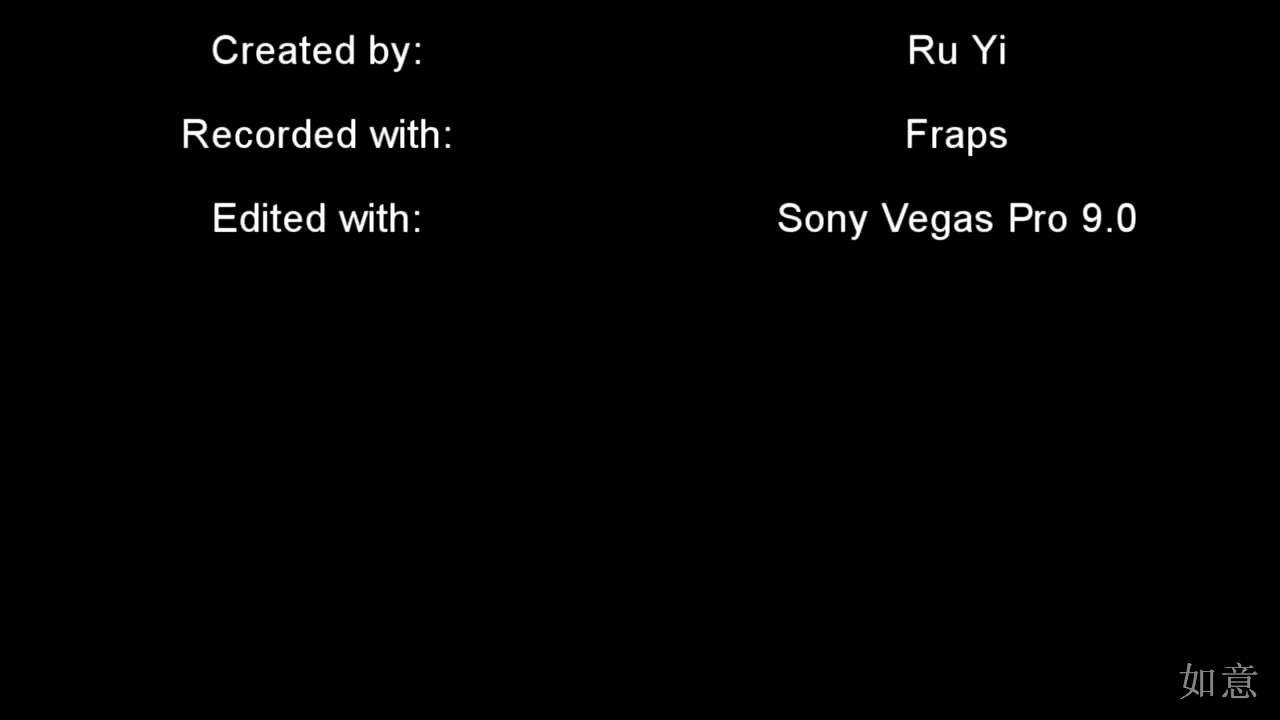 Created by: Ru Yi
Recorded with: Fraps
Edited with: Sony Vegas Pro 9.0
如意